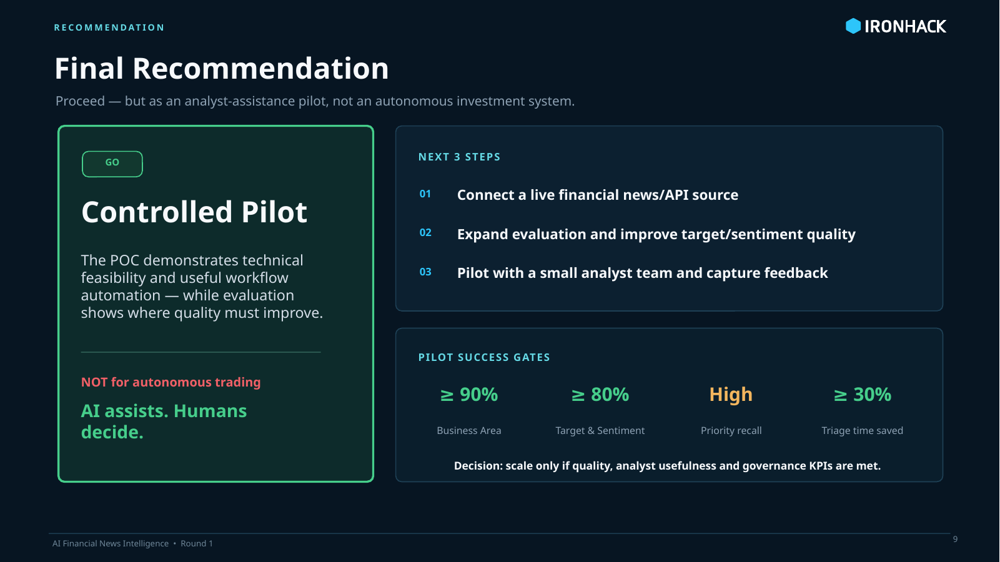 RECOMMENDATION
IRONHACK
Final Recommendation
Proceed — but as an analyst-assistance pilot, not an autonomous investment system.
GO
Controlled Pilot
The POC demonstrates technical
feasibility and useful workflow
automation — while evaluation
shows where quality must improve.
NOT for autonomous trading
AI assists. Humans
decide.
NEXT 3 STEPS
01 Connect a live financial news/API source
02 Expand evaluation and improve target/sentiment quality
03 Pilot with a small analyst team and capture feedback
PILOT SUCCESS GATES
≥ 90% ≥ 80% High ≥ 30%
Business Area Target & Sentiment Priority recall Triage time saved
Decision: scale only if quality, analyst usefulness and governance KPIs are met.
AI Financial News Intelligence • Round 1
9